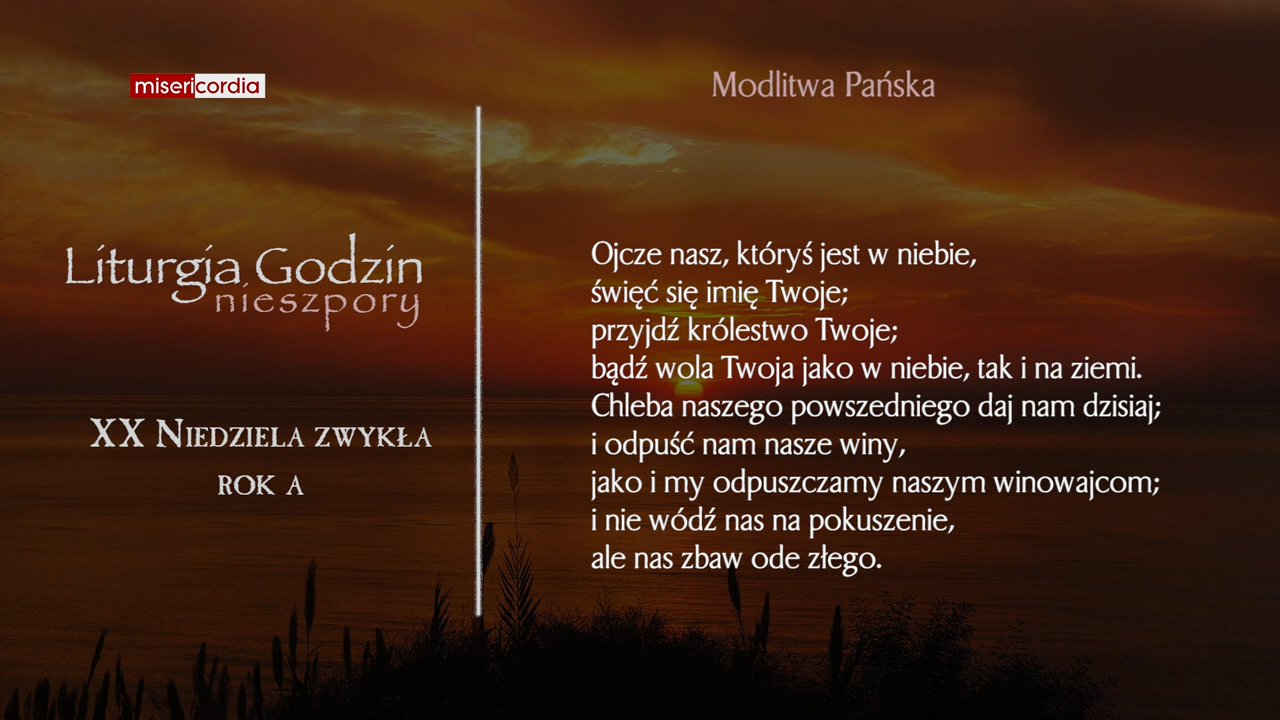 misericordia
Liturgia Godzin
nieszpory
XX Niedziela zwykła
rok a
Modlitwa Pańska
Ojcze nasz, któryś jest w niebie,
święć się imię Twoje;
przyjdź królestwo Twoje;
bądź wola Twoja jako w niebie, tak i na ziemi.
Chleba naszego powszedniego daj nam dzisiaj;
i odpuść nam nasze winy,
jako i my odpuszczamy naszym winowajcom;
i nie wódź nas na pokuszenie,
ale nas zbaw ode złego.